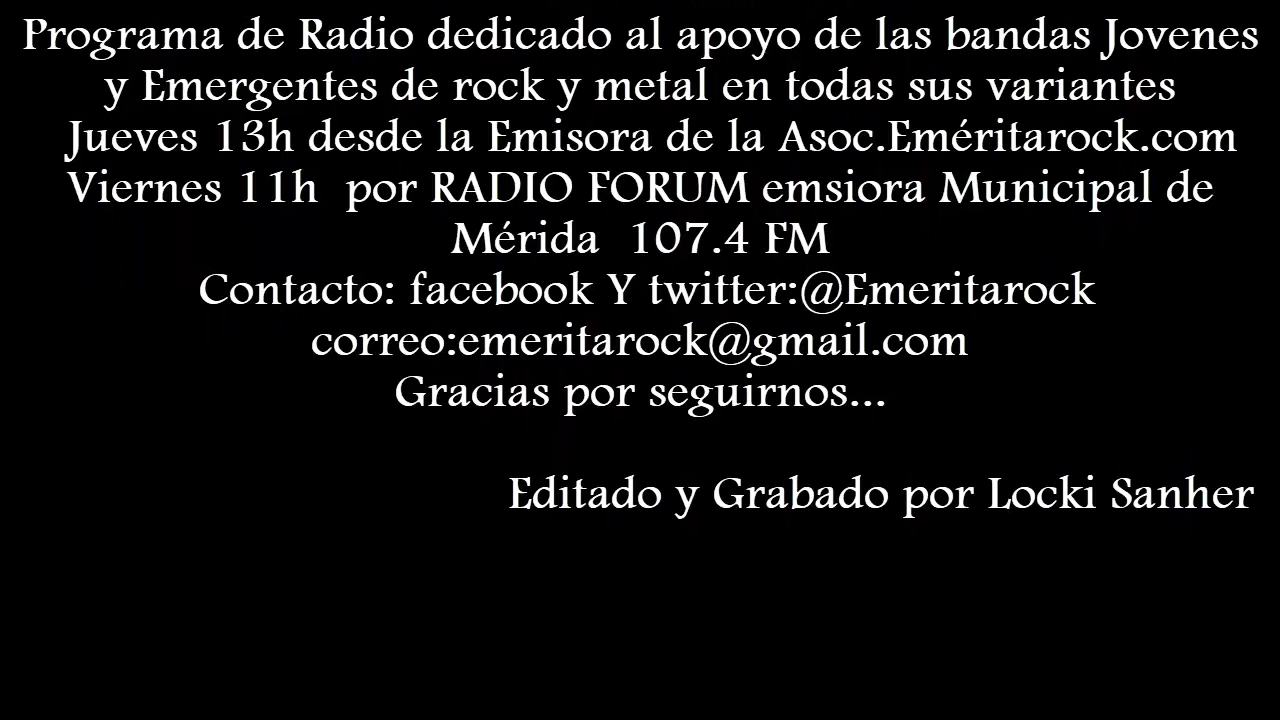 Programa de Radio dedicado al apoyo de las bandas Jovenes
y Emergentes de rock y metal en todas sus variantes
Jueves 13h desde la Emisora de la Asoc.Eméritarock.com
Viernes 11h  por RADIO FORUM emsiora Municipal de
Mérida  107.4 FM
Contacto: facebook Y twitter:@Emeritarock
correo:emeritarock@gmail.com
Gracias por seguirnos...
Editado y Grabado por Locki Sanher